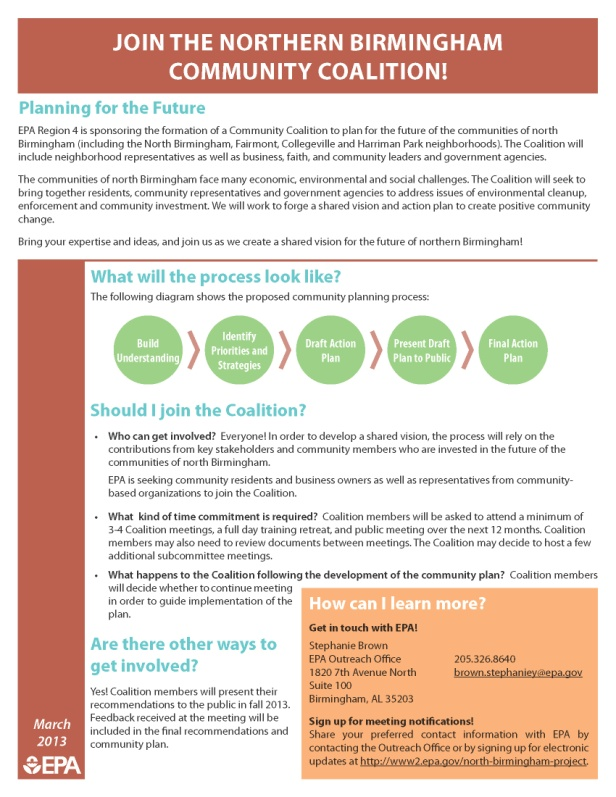 JOIN THE NORTHERN BIRMINGHAM
COMMUNITY COALITION!
Planning for the Future
EPA Region 4 is sponsoring the formation of a Community Coalition to plan for the future of the communities of north
Birmingham (including the North Birmingham, Fairmont, Collegeville and Harriman Park neighborhoods). The Coalition will
include neighborhood representatives as well as business, faith, and community leaders and government agencies.
The communities of north Birmingham face many economic, environmental and social challenges. The Coalition will seek to
bring together residents, community representatives and government agencies to address issues of environmental cleanup,
enforcement and community investment. We will work to forge a shared vision and action plan to create positive community
change.
Bring your expertise and ideas, and join us as we create a shared vision for the future of northern Birmingham!
What will the process look like?
The following diagram shows the proposed community planning process:
Build
Understanding
Identify
Priorities and
Strategies
Draft Action
Plan
Present Draft
Plan to Public
Final Action
Plan
Should I join the Coalition?
• Who can get involved? Everyone! In order to develop a shared vision, the process will rely on the
contributions from key stakeholders and community members who are invested in the future of the
communities of north Birmingham.
EPA is seeking community residents and business owners as well as representatives from community-
based organizations to join the Coalition.
• What kind of time commitment is required? Coalition members will be asked to attend a minimum of
3-4 Coalition meetings, a full day training retreat, and public meeting over the next 12 months. Coalition
members may also need to review documents between meetings. The Coalition may decide to host a few
additional subcommittee meetings.
• What happens to the Coalition following the development of the community plan? Coalition members
will decide whether to continue meeting
in order to guide implementation of the
plan.
Are there other ways to
get involved?
Yes! Coalition members will present their
recommendations to the public in fall 2013.
Feedback received at the meeting will be
included in the final recommendations and
community plan.
How can I learn more?
Get in touch with EPA!
Stephanie Brown
EPA Outreach Office 205.326.8640
1820 7th Avenue North brown.stephaniey@epa.gov
Suite 100
Birmingham, AL 35203
Sign up for meeting notifications!
Share your preferred contact information with EPA by
contacting the Outreach Office or by signing up for electronic
updates at http://www2.epa.gov/north-birmingham-project.
March
2013
EPA